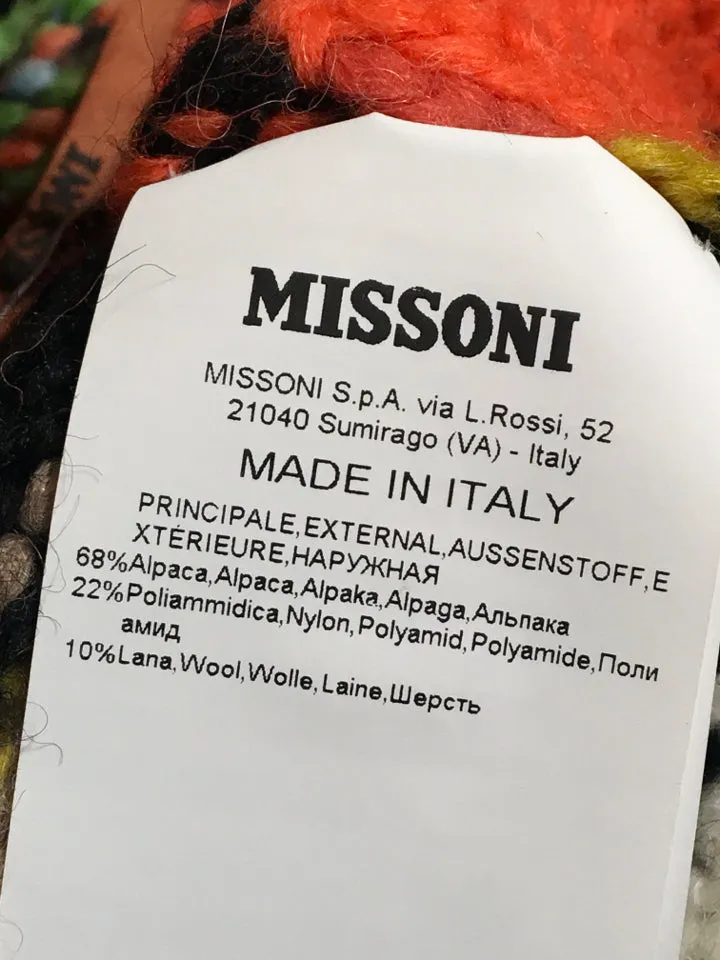 MISSONI
MISSONI
MISSONI S.p.A. via L.Rossi, 52
21040 Sumirago (VA) - Italy
MADE IN ITALY
PRINCIPALE,EXTERNAL,AUSSENSTOFF,E
XTÉRIEURE,НАРУЖНАЯ
68%Alpaca,Alpaca,Alpaka,Alpaga,Альпака
22%Poliammidica,Nylon,Polyamid,Polyamide,Поли
амид
10%Lana,Wool,Wolle,Laine,Шерсть